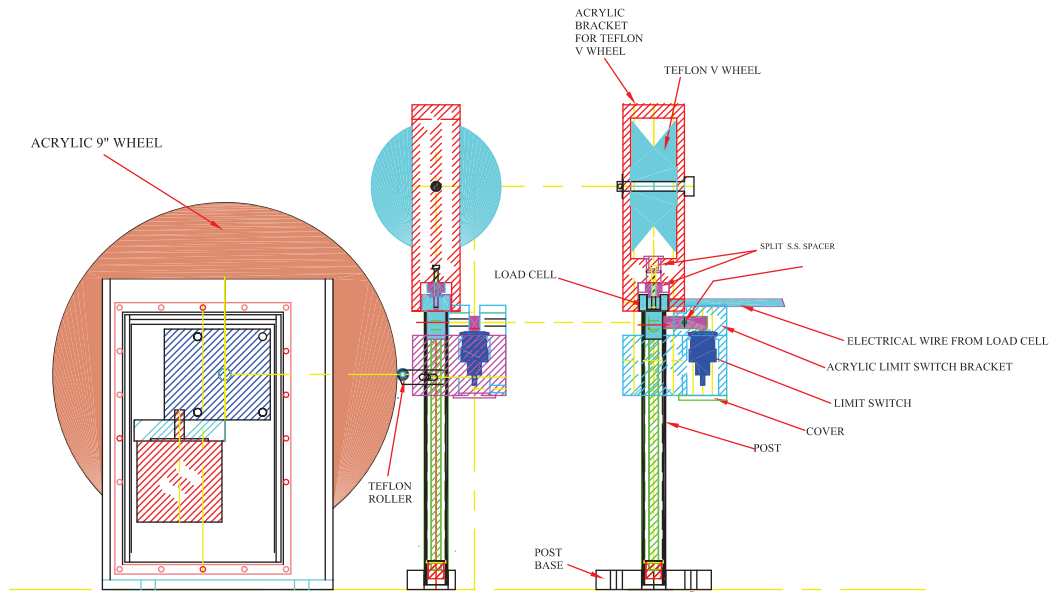 ACRYLIC
BRACKET
FOR TEFLON
V WHEEL
TEFLON V WHEEL
ACRYLIC 9" WHEEL
SPLIT S.S. SPACER
LOAD CELL
ELECTRICAL WIRE FROM LOAD CELL
ACRYLIC LIMIT SWITCH BRACKET
LIMIT SWITCH
COVER
POST
TEFLON
ROLLER
POST
BASE